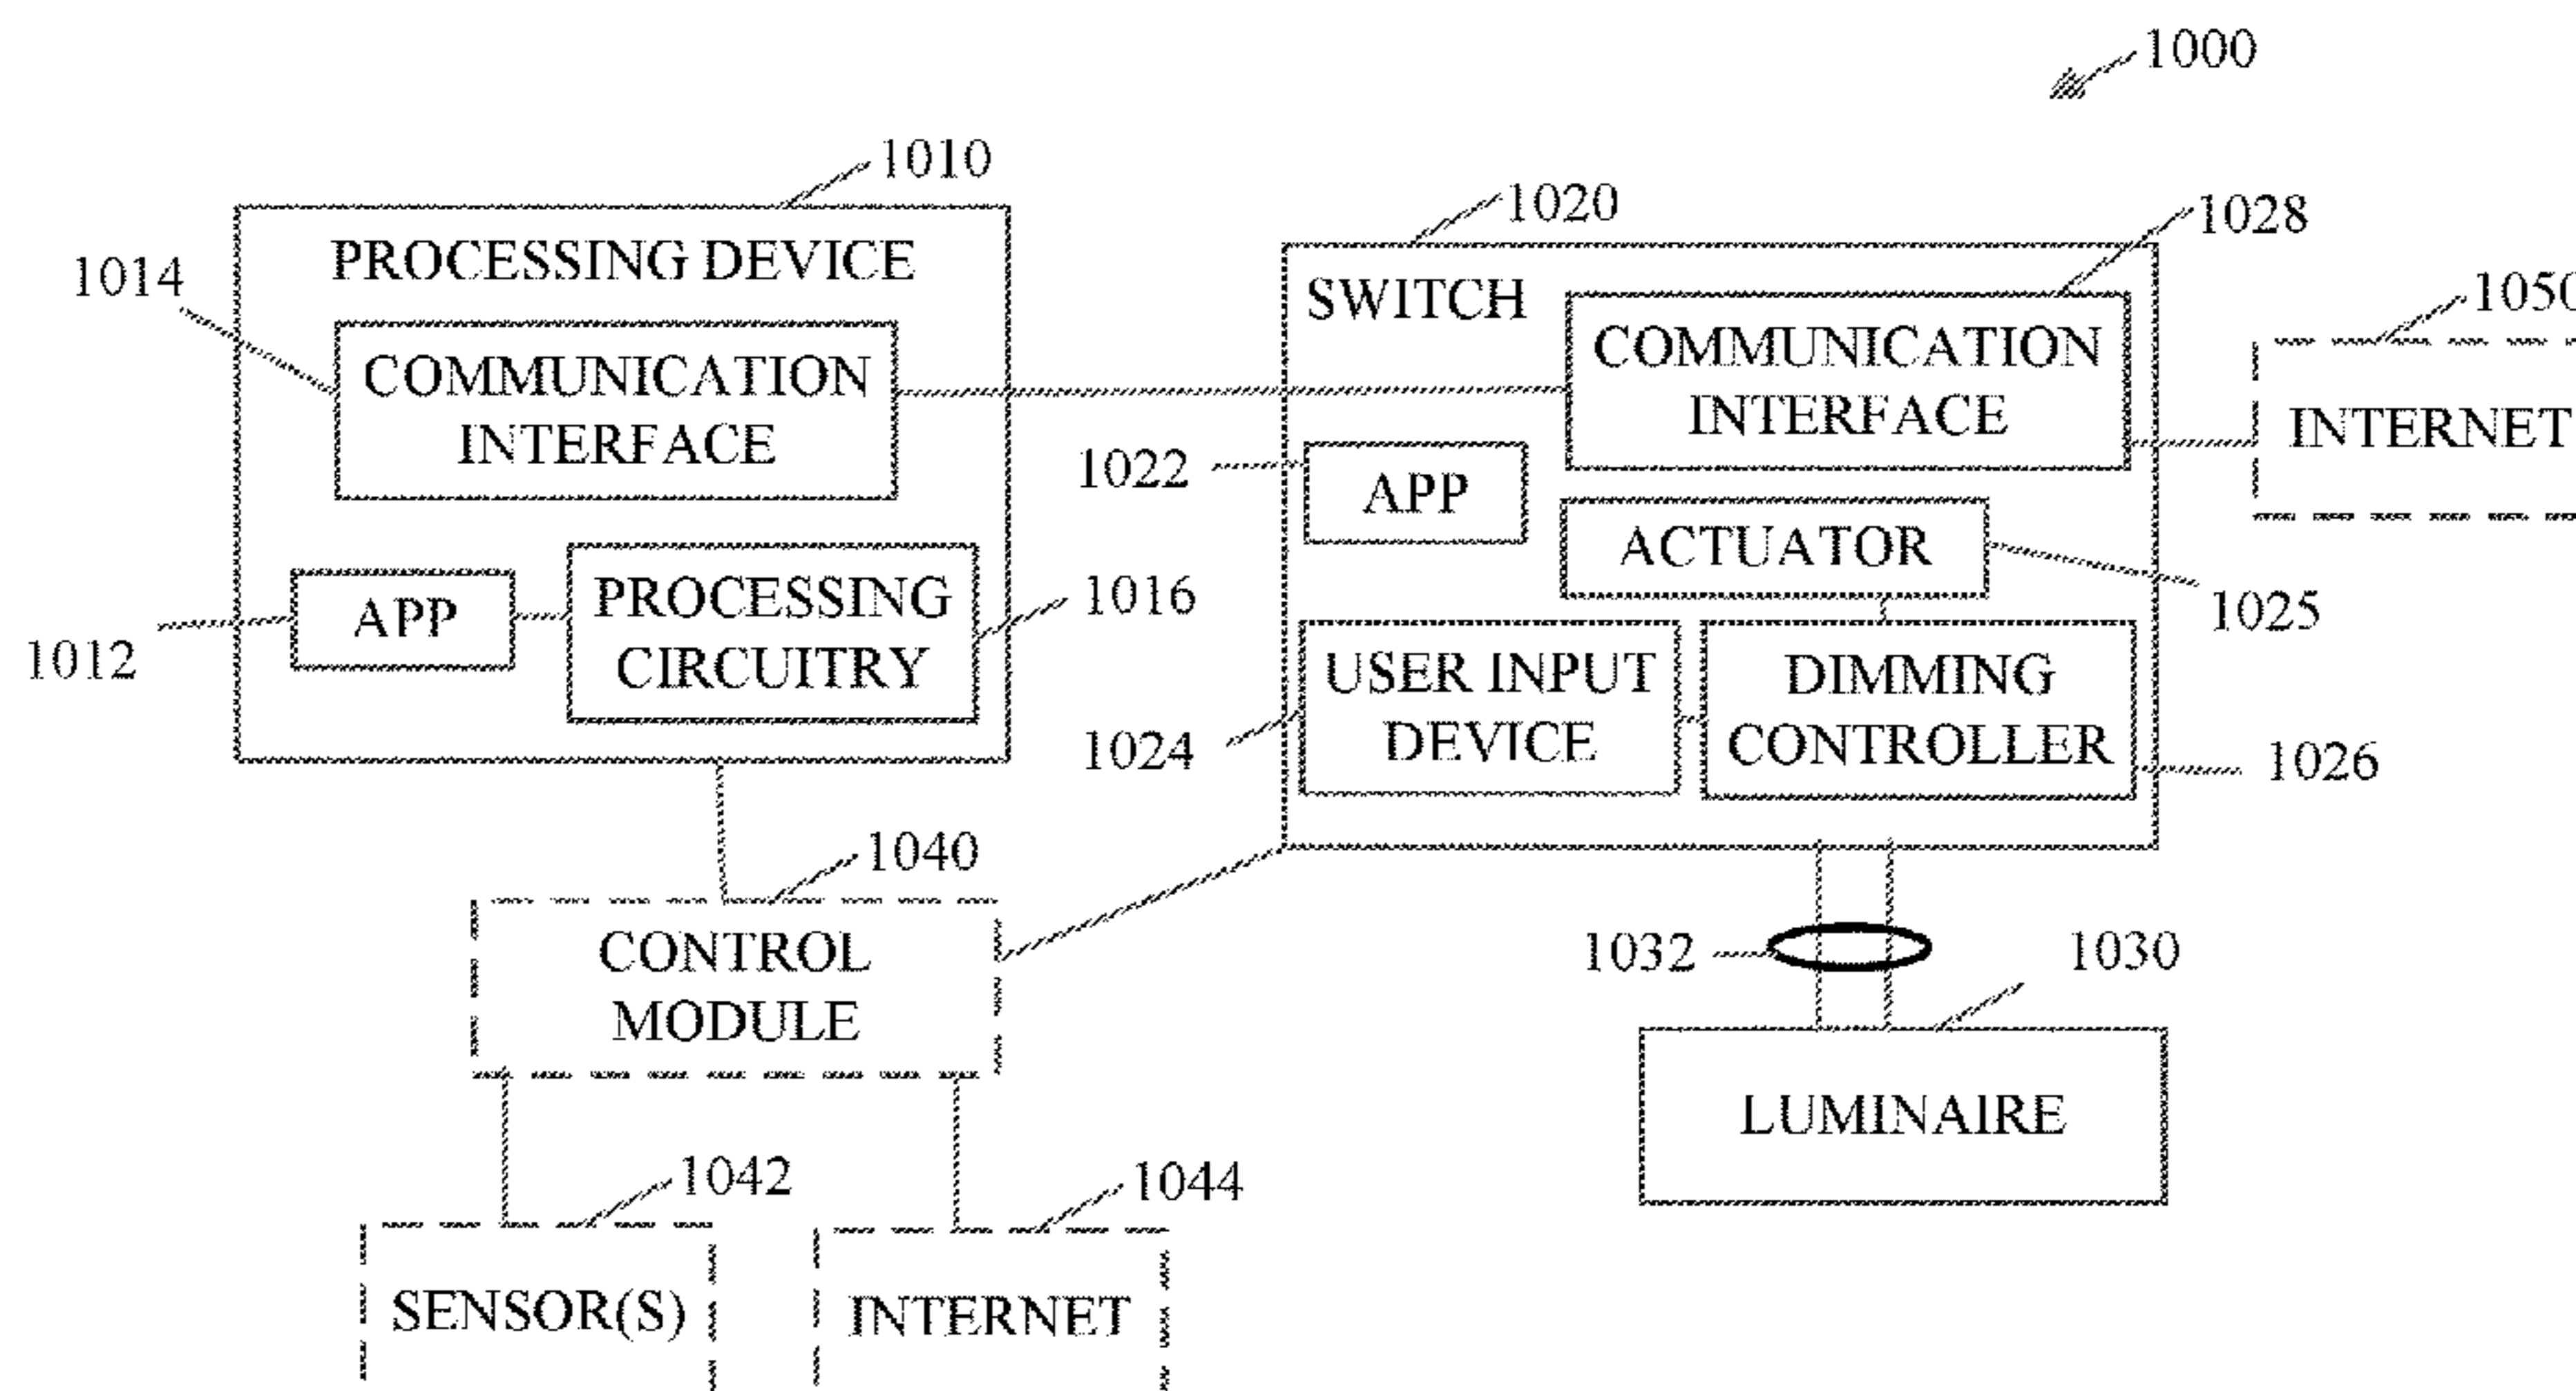 1000
1010
PROCESSING DEVICE
1014
COMMUNICATION
INTERFACE
APP
1012
PROCESSING
CIRCUITRY
1016
1020
SWITCH
1028
COMMUNICATION
INTERFACE
1022
APP
ACTUATOR
1025
USER INPUT
DEVICE
1024
DIMMING
CONTROLLER
1026
1050
INTERNET
1040
CONTROL
MODULE
1032
1030
LUMINAIRE
1042
SENSOR(S)
1044
INTERNET